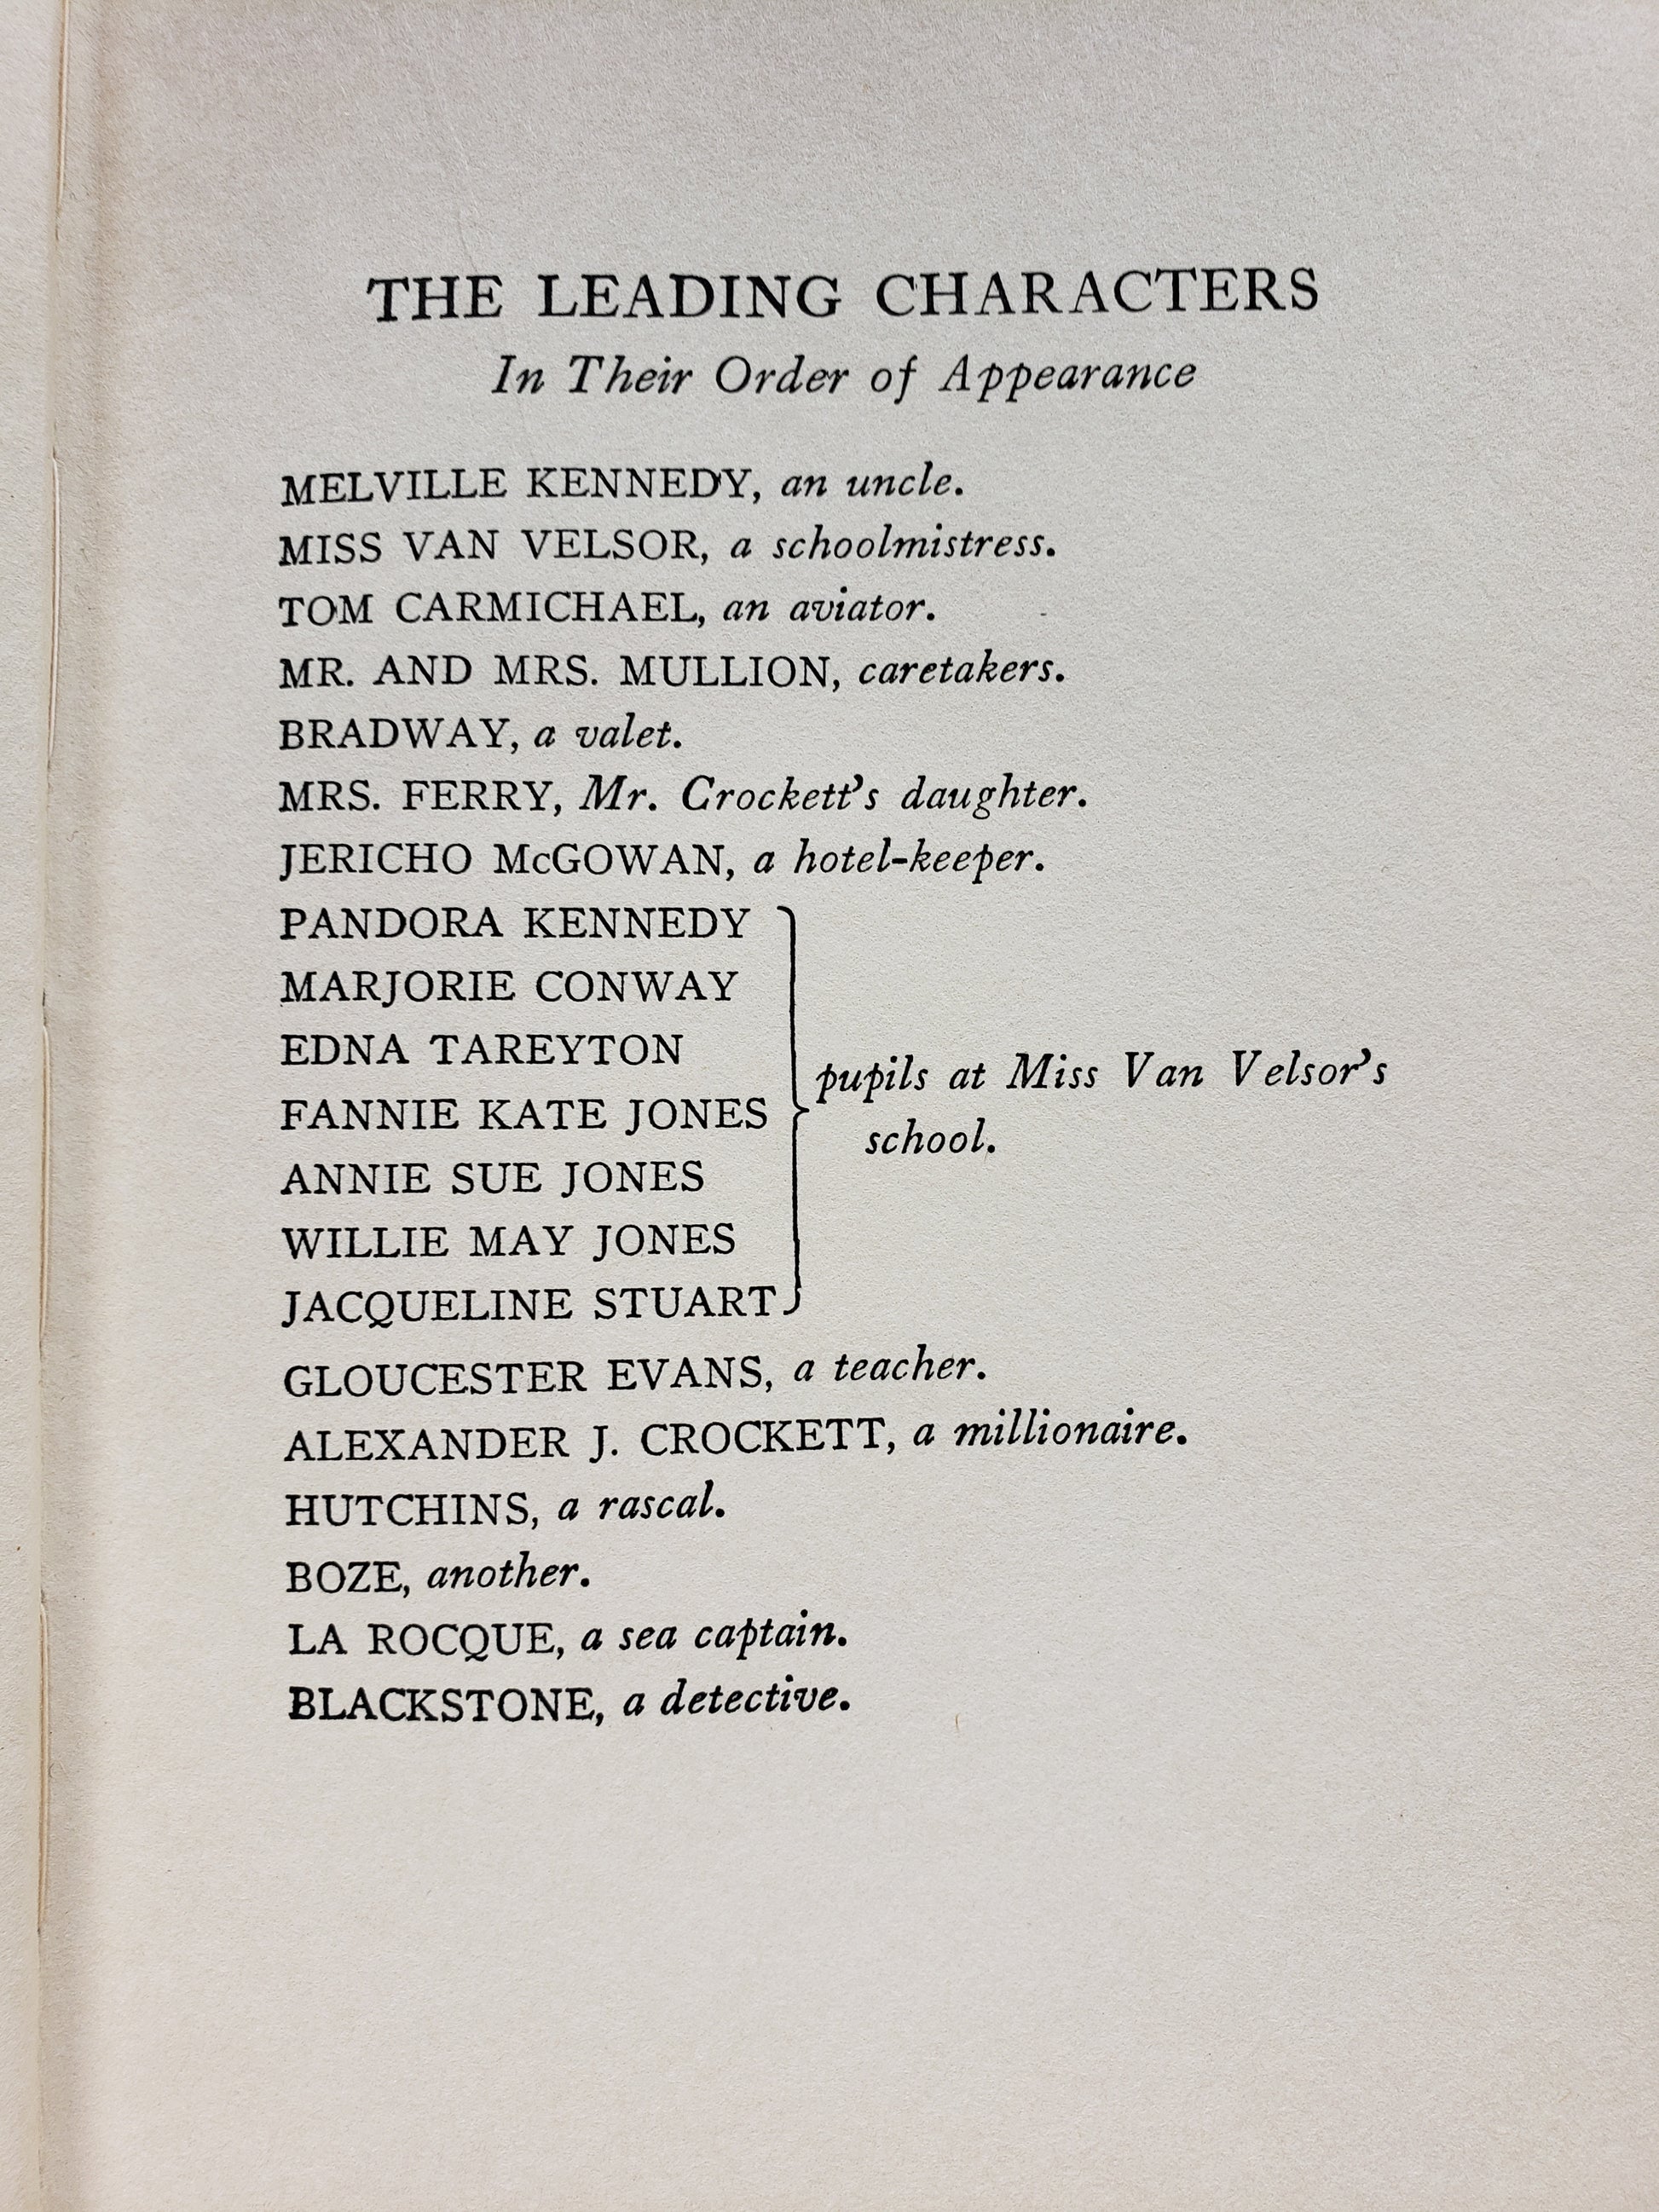 THE LEADING CHARACTERS
In Their Order of Appearance
MELVILLE KENNEDY, an uncle.
MISS VAN VELSOR, a schoolmistress.
TOM CARMICHAEL, an aviator.
MR. AND MRS. MULLION, caretakers.
BRADWAY, a valet.
MRS. FERRY, Mr. Crockett's daughter.
JERICHO McGOWAN, a hotel-keeper.
PANDORA KENNEDY
MARJORIE CONWAY
EDNA TAREYTON
FANNIE KATE JONES
ANNIE SUE JONES
WILLIE MAY JONES
JACQUELINE STUART
pupils at Miss Van Velsor's
school.
GLOUCESTER EVANS, a teacher.
ALEXANDER J. CROCKETT, a millionaire.
HUTCHINS, a rascal.
BOZE, another.
LA ROCQUE, a sea captain.
BLACKSTONE, a detective.